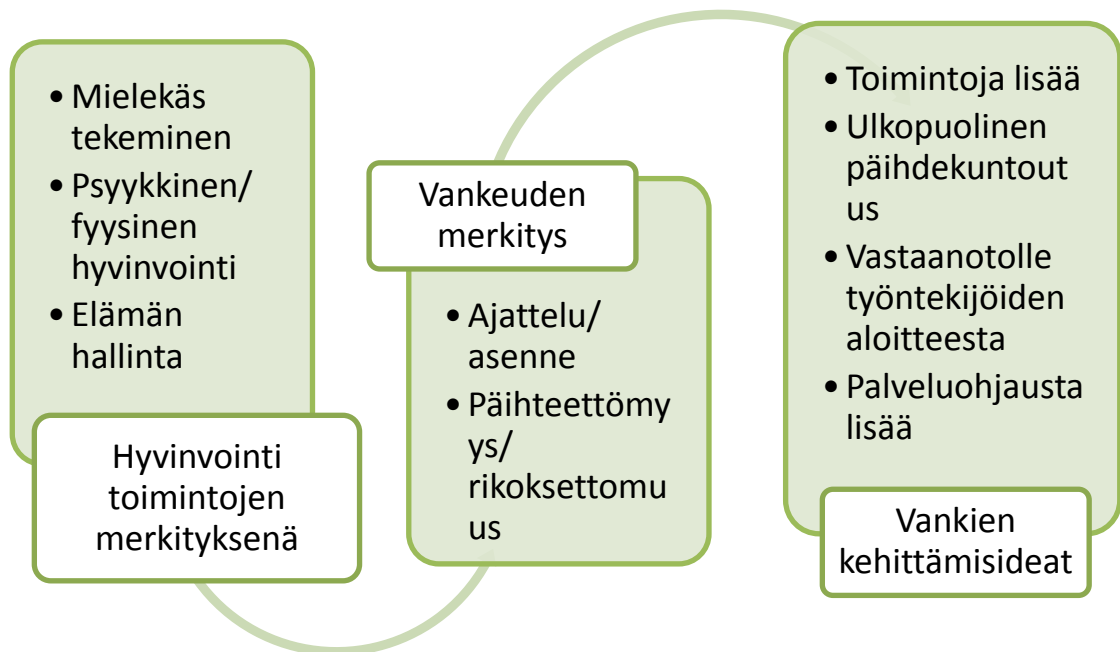 • Mielekäs
tekeminen
• Psyykkinen/
fyysinen
hyvinvointi
• Elämän
hallinta
Hyvinvointi
toimintojen
merkityksenä
Vankeuden
merkitys
• Ajattelu/
asenne
• Päihteettömy
ys/
rikoksettomu
us
• Toimintoja lisää
• Ulkopuolinen
päihdekuntout
us
• Vastaanotolle
työntekijöiden
aloitteesta
• Palveluohjausta
lisää
Vankien
kehittämisideat